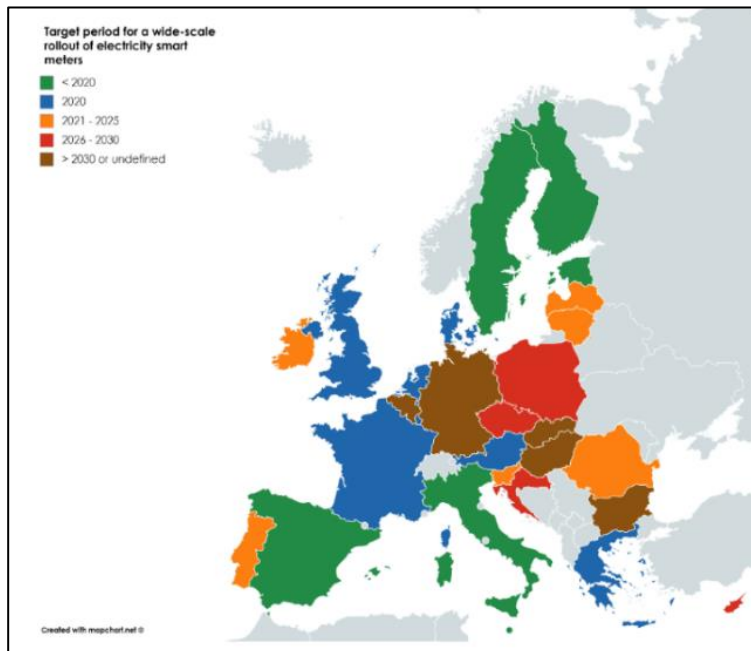 Target period for a wide-scale
rollout of electricity smart
meters
< 2020
2020
2021 - 2025
2026 - 2030
> 2030 or undefined
Created with mapchart.net ©